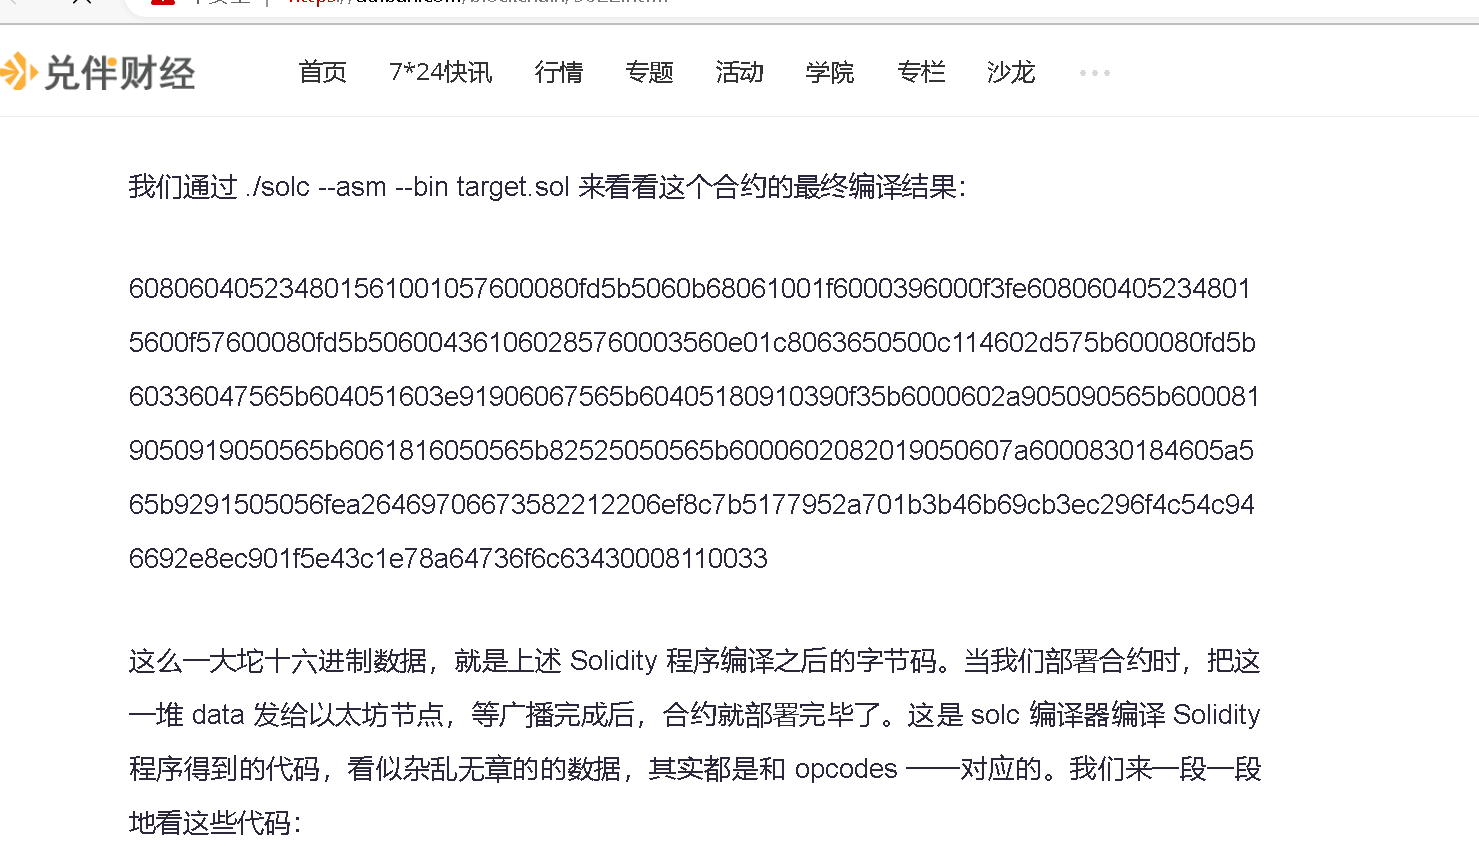 兑伴财经
首页 7*24快讯 行情 专题 活动 学院 专栏 沙龙
我们通过 ./solc --asm --bin target.sol 来看看这个合约的最终编译结果：
608060405234801561001057600080fd5b5060b68061001f6000396000f3fe608060405234801
5600f57600080fd5b506004361060285760003560e01c8063650500c114602d575b600080fd5b
60336047565b604051603e91906067565b60405180910390f35b6000602a905090565b600081
9050919050565b6061816050565b82525050565b6000602082019050607a6000830184605a5
65b9291505056fea26469706673582212206ef8c7b5177952a701b3b46b69cb3ec296f4c54c94
6692e8ec901f5e43c1e78a64736f6c63430008110033
这么一大坨十六进制数据，就是上述 Solidity 程序编译之后的字节码。当我们部署合约时，把这
一堆 data 发给以太坊节点，等广播完成后，合约就部署完毕了。这是 solc 编译器编译 Solidity
程序得到的代码，看似杂乱无章的的数据，其实都是和 opcodes 一一对应的。我们来一段一段
地看这些代码：